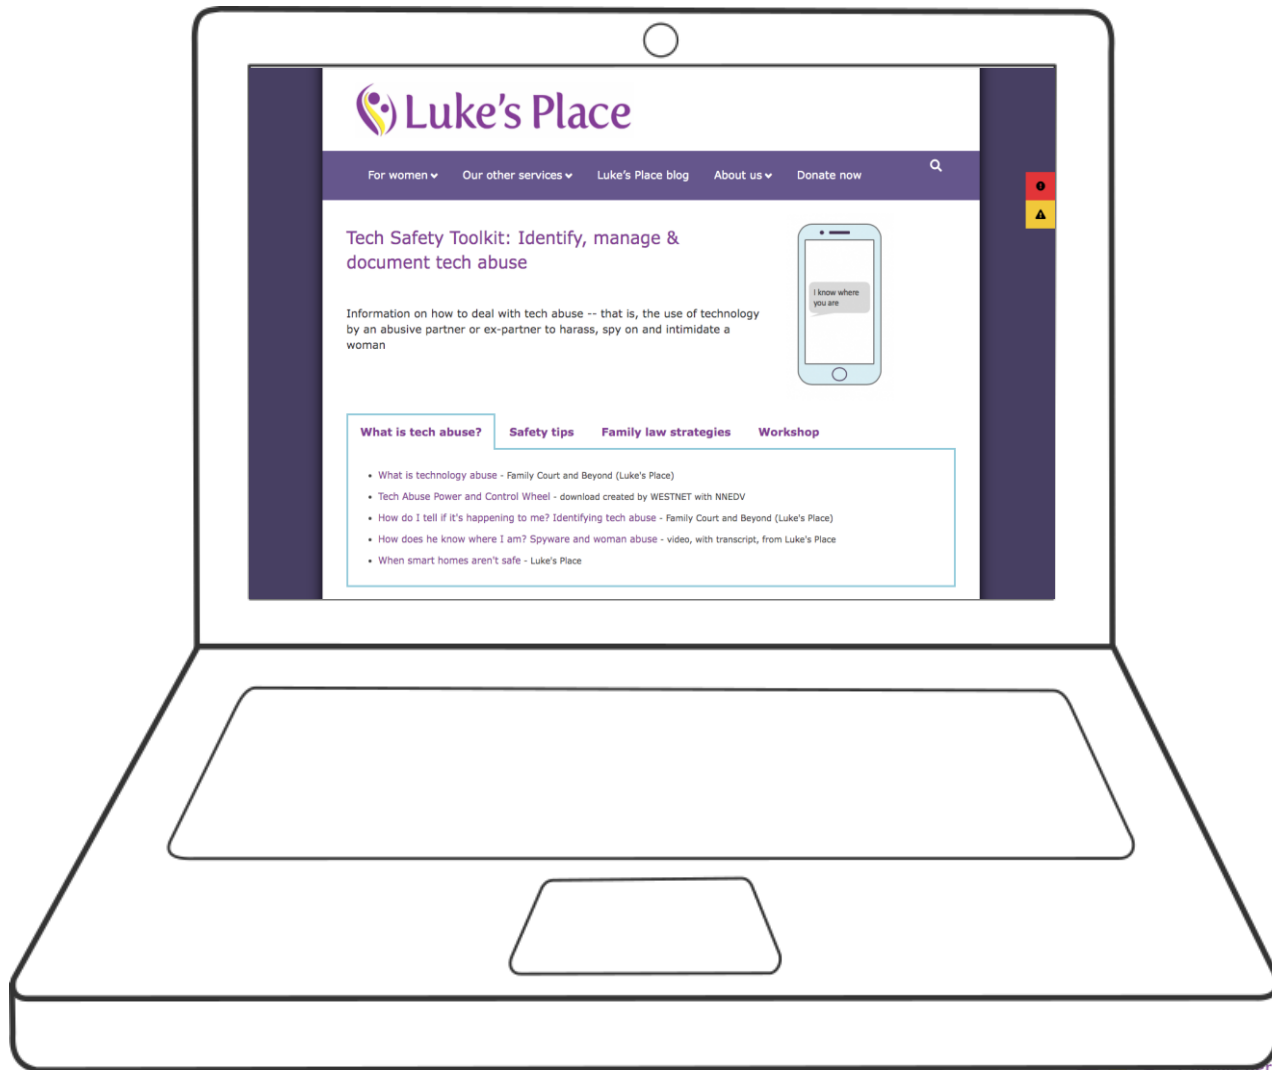 Luke's Place
For women Our other services Luke's Place blog About us Donate now
Tech Safety Toolkit: Identify, manage &
document tech abuse
I know where
you are
Information on how to deal with tech abuse -- that is, the use of technology
by an abusive partner or ex-partner to harass, spy on and intimidate a
woman
What is tech abuse? Safety tips Family law strategies Workshop
• What is technology abuse - Family Court and Beyond (Luke's Place)
• Tech Abuse Power and Control Wheel - download created by WESTNET with NNEDV
• How do I tell if it's happening to me? Identifying tech abuse - Family Court and Beyond (Luke's Place)
• How does he know where I am? Spyware and woman abuse - video, with transcript, from Luke's Place
• When smart homes aren't safe - Luke's Place